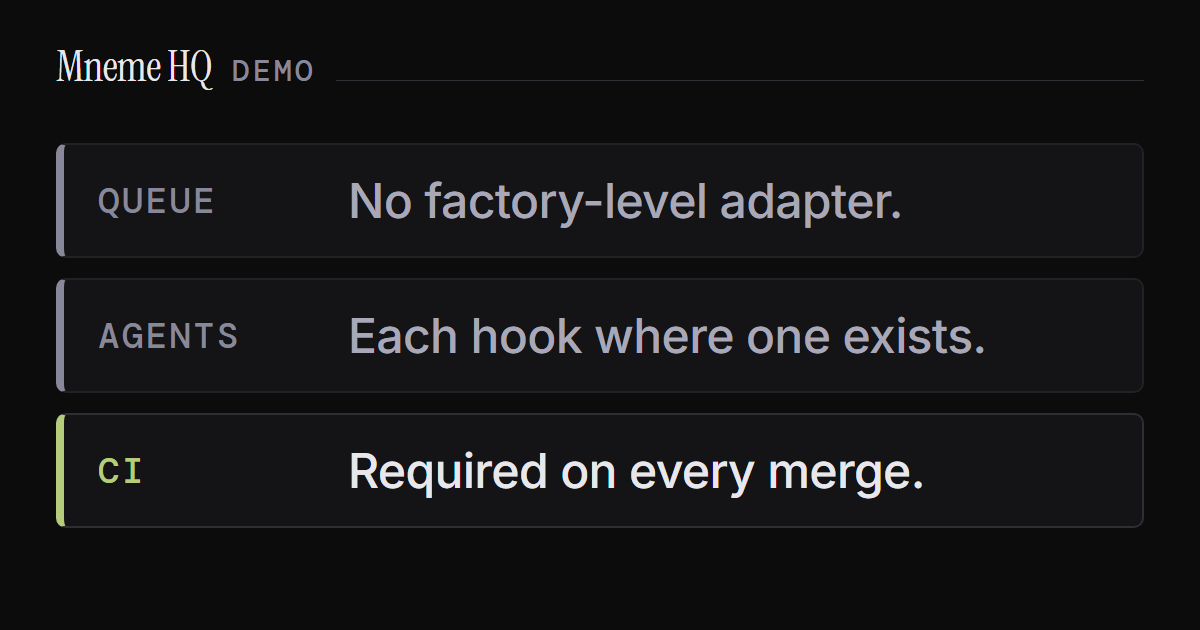 Mneme HQ DEMO
QUEUE No factory-level adapter.
AGENTS Each hook where one exists.
CI Required on every merge.